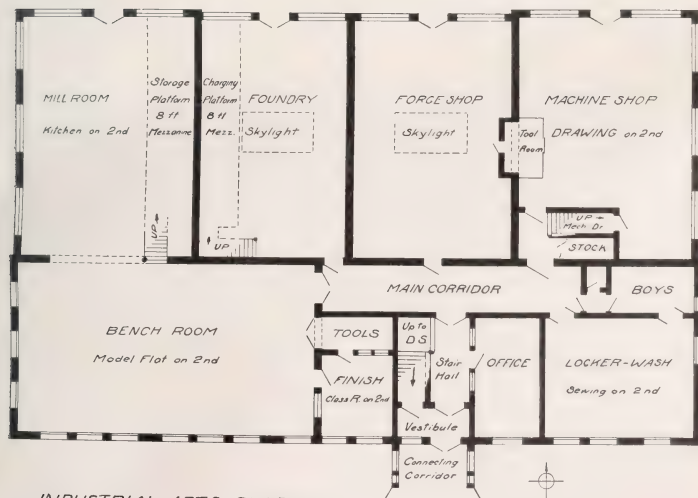 MILL ROOM
Kitchen on 2nd
Storage
Platform
8 ft
Mezzanine
UP
Charging
Platform
8 ft
Mezz.
UP
FOUNDRY
Skylight
FORGE SHOP
Skylight
Tool
Room
MACHINE SHOP
DRAWING on 2nd
UP
Mech. Dr.
STOCK
MAIN CORRIDOR
BOYS
BENCH ROOM
Model Flat on 2nd
TOOLS
FINISH
Class R. on 2nd
Up To
D S
Stair
Hall
Vestibule
OFFICE
LOCKER-WASH
Sewing on 2nd
Connecting
Corridor